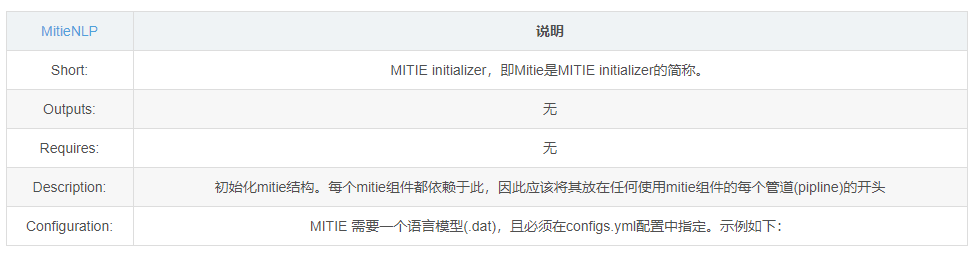 MitieNLP 说明
Short: MITIE initializer，即Mitie是MITIE initializer的简称。
Outputs: 无
Requires: 无
Description: 初始化mitie结构。每个mitie组件都依赖于此，因此应该将其放在任何使用mitie组件的每个管道(pipline)的开头
Configuration: MITIE 需要一个语言模型(.dat)，且必须在configs.yml配置中指定。示例如下：